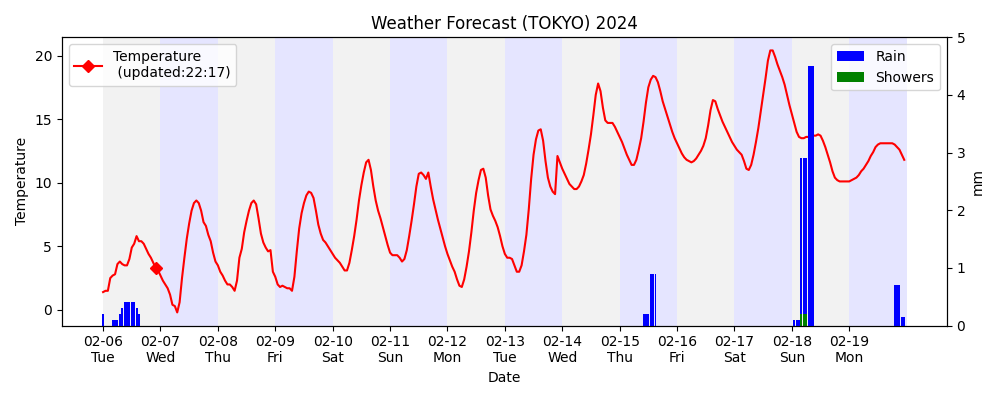 Weather Forecast (TOKYO) 2024
Temperature
(updated:22:17)
Rain
Showers
Temperature
20
15
10
5
0
5
4
3
2
1
0
mm
02-06 02-07 02-08 02-09 02-10 02-11 02-12 02-13 02-14 02-15 02-16 02-17 02-18 02-19
Tue Wed Thu Fri Sat Sun Mon Tue Wed Thu Fri Sat Sun Mon
Date